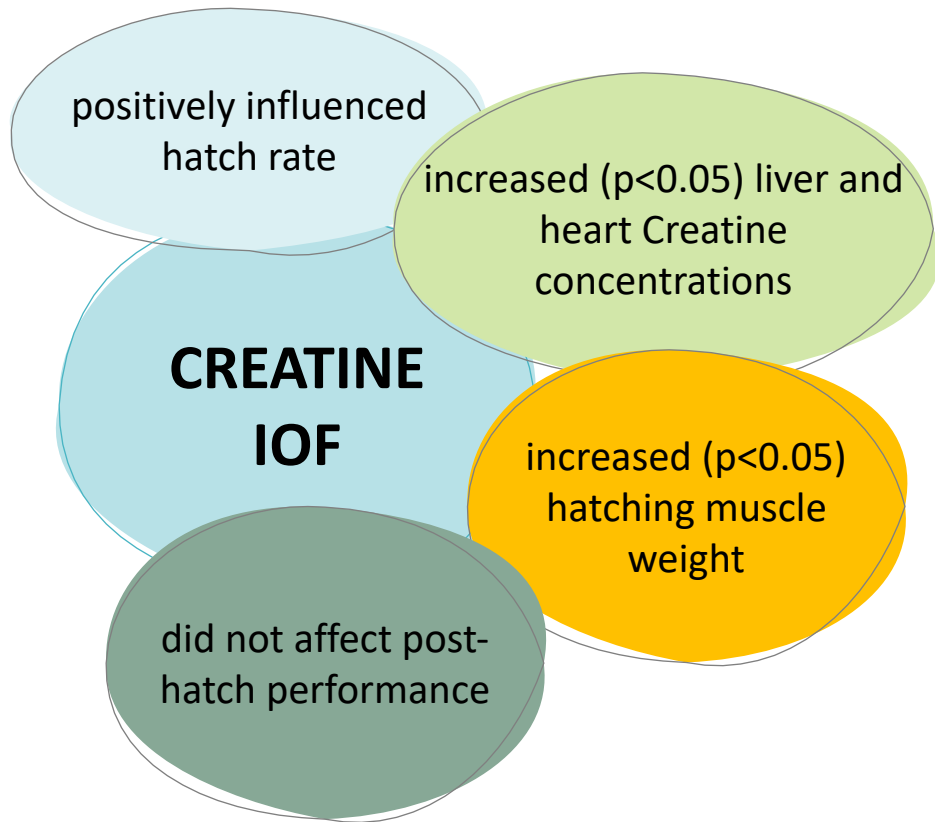 positively influenced
hatch rate
increased (p<0.05) liver and
heart Creatine
concentrations
CREATINE
IOF
increased (p<0.05)
hatching muscle
weight
did not affect post-
hatch performance